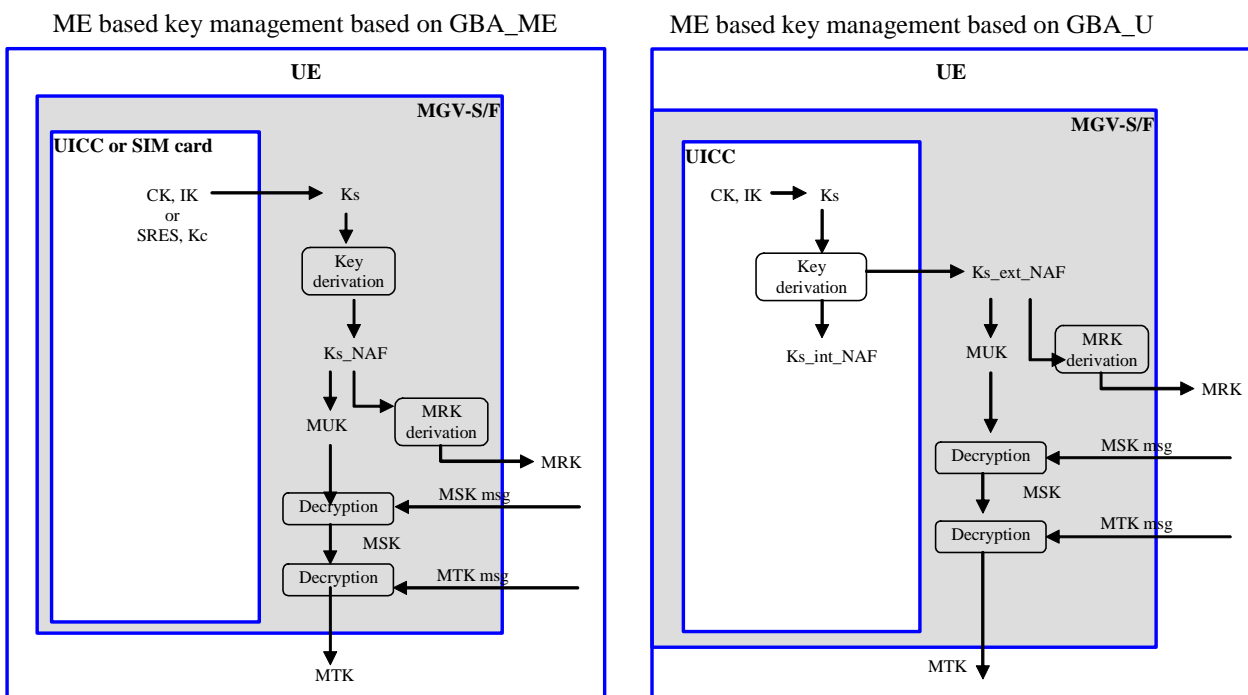 ME based key management based on GBA_ME
UE
MGV-S/F
UICC or SIM card
CK, IK
or
SRES, Kc
Ks
Key
derivation
Ks_NAF
MUK
MRK
derivation
MRK
Decryption
MSK msg
MSK
Decryption
MTK msg
MTK
ME based key management based on GBA_U
UE
MGV-S/F
UICC
CK, IK
Ks
Key
derivation
Ks_ext_NAF
Ks_int_NAF
MUK
MRK
derivation
MRK
Decryption
MSK msg
MSK
Decryption
MTK msg
MTK